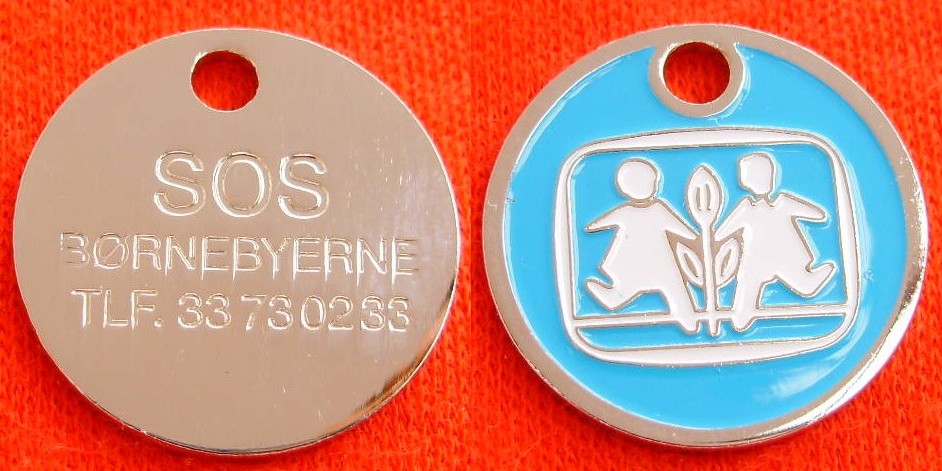 SOS
BØRNEBYERNE
TLF. 33 73 02 33